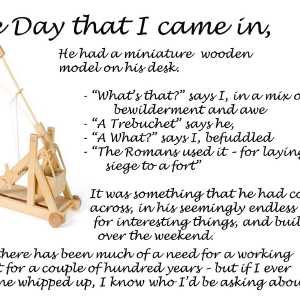 Day that I came in,
He had a miniature wooden
model on his desk.
- "What's that?" says I, in a mix o
bewilderment and awe
- "A Trebuchet" says he,
- "A What?" says I, befuddled
- "The Romans used it – for laying
siege to a fort"
It was something that he had co
across, in his seemingly endless
for interesting things, and buil
over the weekend.
there has been much of a need for a working
t for a couple of hundred years – but if I ever
ne whipped up, I know who I'd be asking abou